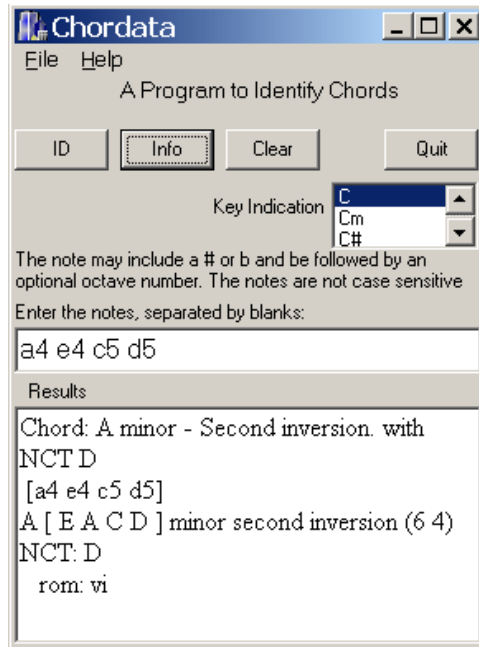 Chordata
File Help
A Program to Identify Chords
ID Info Clear Quit
Key Indication C
Cm
C#
The note may include a # or b and be followed by an
optional octave number. The notes are not case sensitive
Enter the notes, separated by blanks:
a4 e4 c5 d5
Results
Chord: A minor - Second inversion. with
NCT D
[a4 e4 c5 d5]
A [ E A C D ] minor second inversion (6 4)
NCT: D
rom: vi